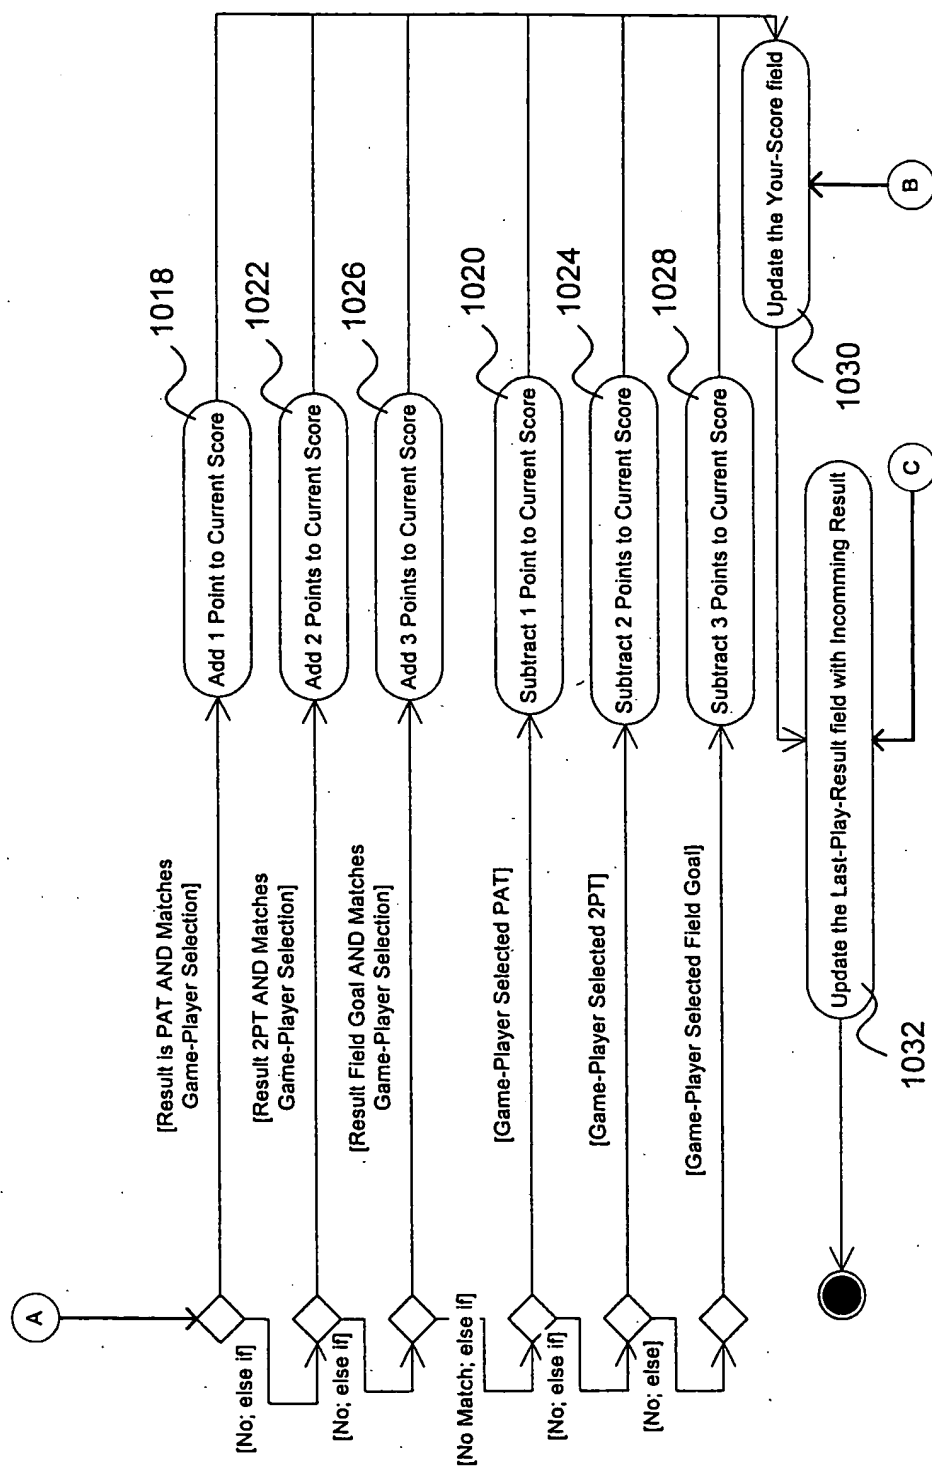 A
[Result is PAT AND Matches
Game-Player Selection]
Add 1 Point to Current Score
1018
[No; else if]
[Result 2PT AND Matches
Game-Player Selection]
Add 2 Points to Current Score
1022
[No; else if]
[Result Field Goal AND Matches
Game-Player Selection]
Add 3 Points to Current Score
1026
[No Match; else if]
[Game-Player Selected PAT]
Subtract 1 Point to Current Score
1020
[No; else if]
[Game-Player Selected 2PT]
Subtract 2 Points to Current Score
1024
[No; else]
[Game-Player Selected Field Goal]
Subtract 3 Points to Current Score
1028
Update the Your-Score field
1030
B
Update the Last-Play-Result field with Incomming Result
1032
C